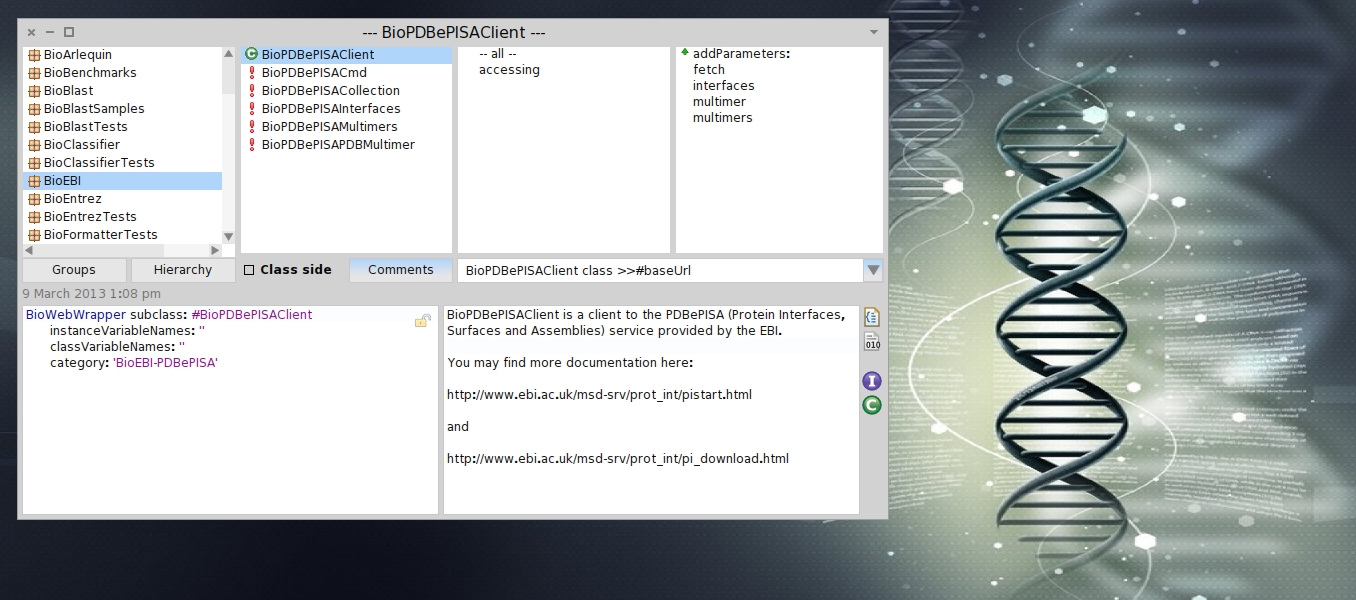 --- BioPDBePISAClient ---
BioArlequin
BioBenchmarks
BioBlast
BioBlastSamples
BioBlastTests
BioClassifier
BioClassifierTests
BioEBI
BioEntrez
BioEntrezTests
BioFormatterTests
BioPDBePISAClient
BioPDBePISACmd
BioPDBePISACollection
BioPDBePISAInterfaces
BioPDBePISAMultimers
BioPDBePISAPDBMultimer
-- all --
accessing
addParameters:
fetch
interfaces
multimer
multimers
Groups
Hierarchy
Class side
Comments
BioPDBePISAClient class >>#baseUrl
9 March 2013 1:08 pm
BioWebWrapper subclass: #BioPDBePISAClient
instanceVariableNames: ''
classVariableNames: ''
category: 'BioEBI-PDBePISA'
BioPDBePISAClient is a client to the PDBePISA (Protein Interfaces,
Surfaces and Assemblies) service provided by the EBI.
You may find more documentation here:
http://www.ebi.ac.uk/msd-srv/prot_int/pistart.html
and
http://www.ebi.ac.uk/msd-srv/prot_int/pi_download.html
010
I
C